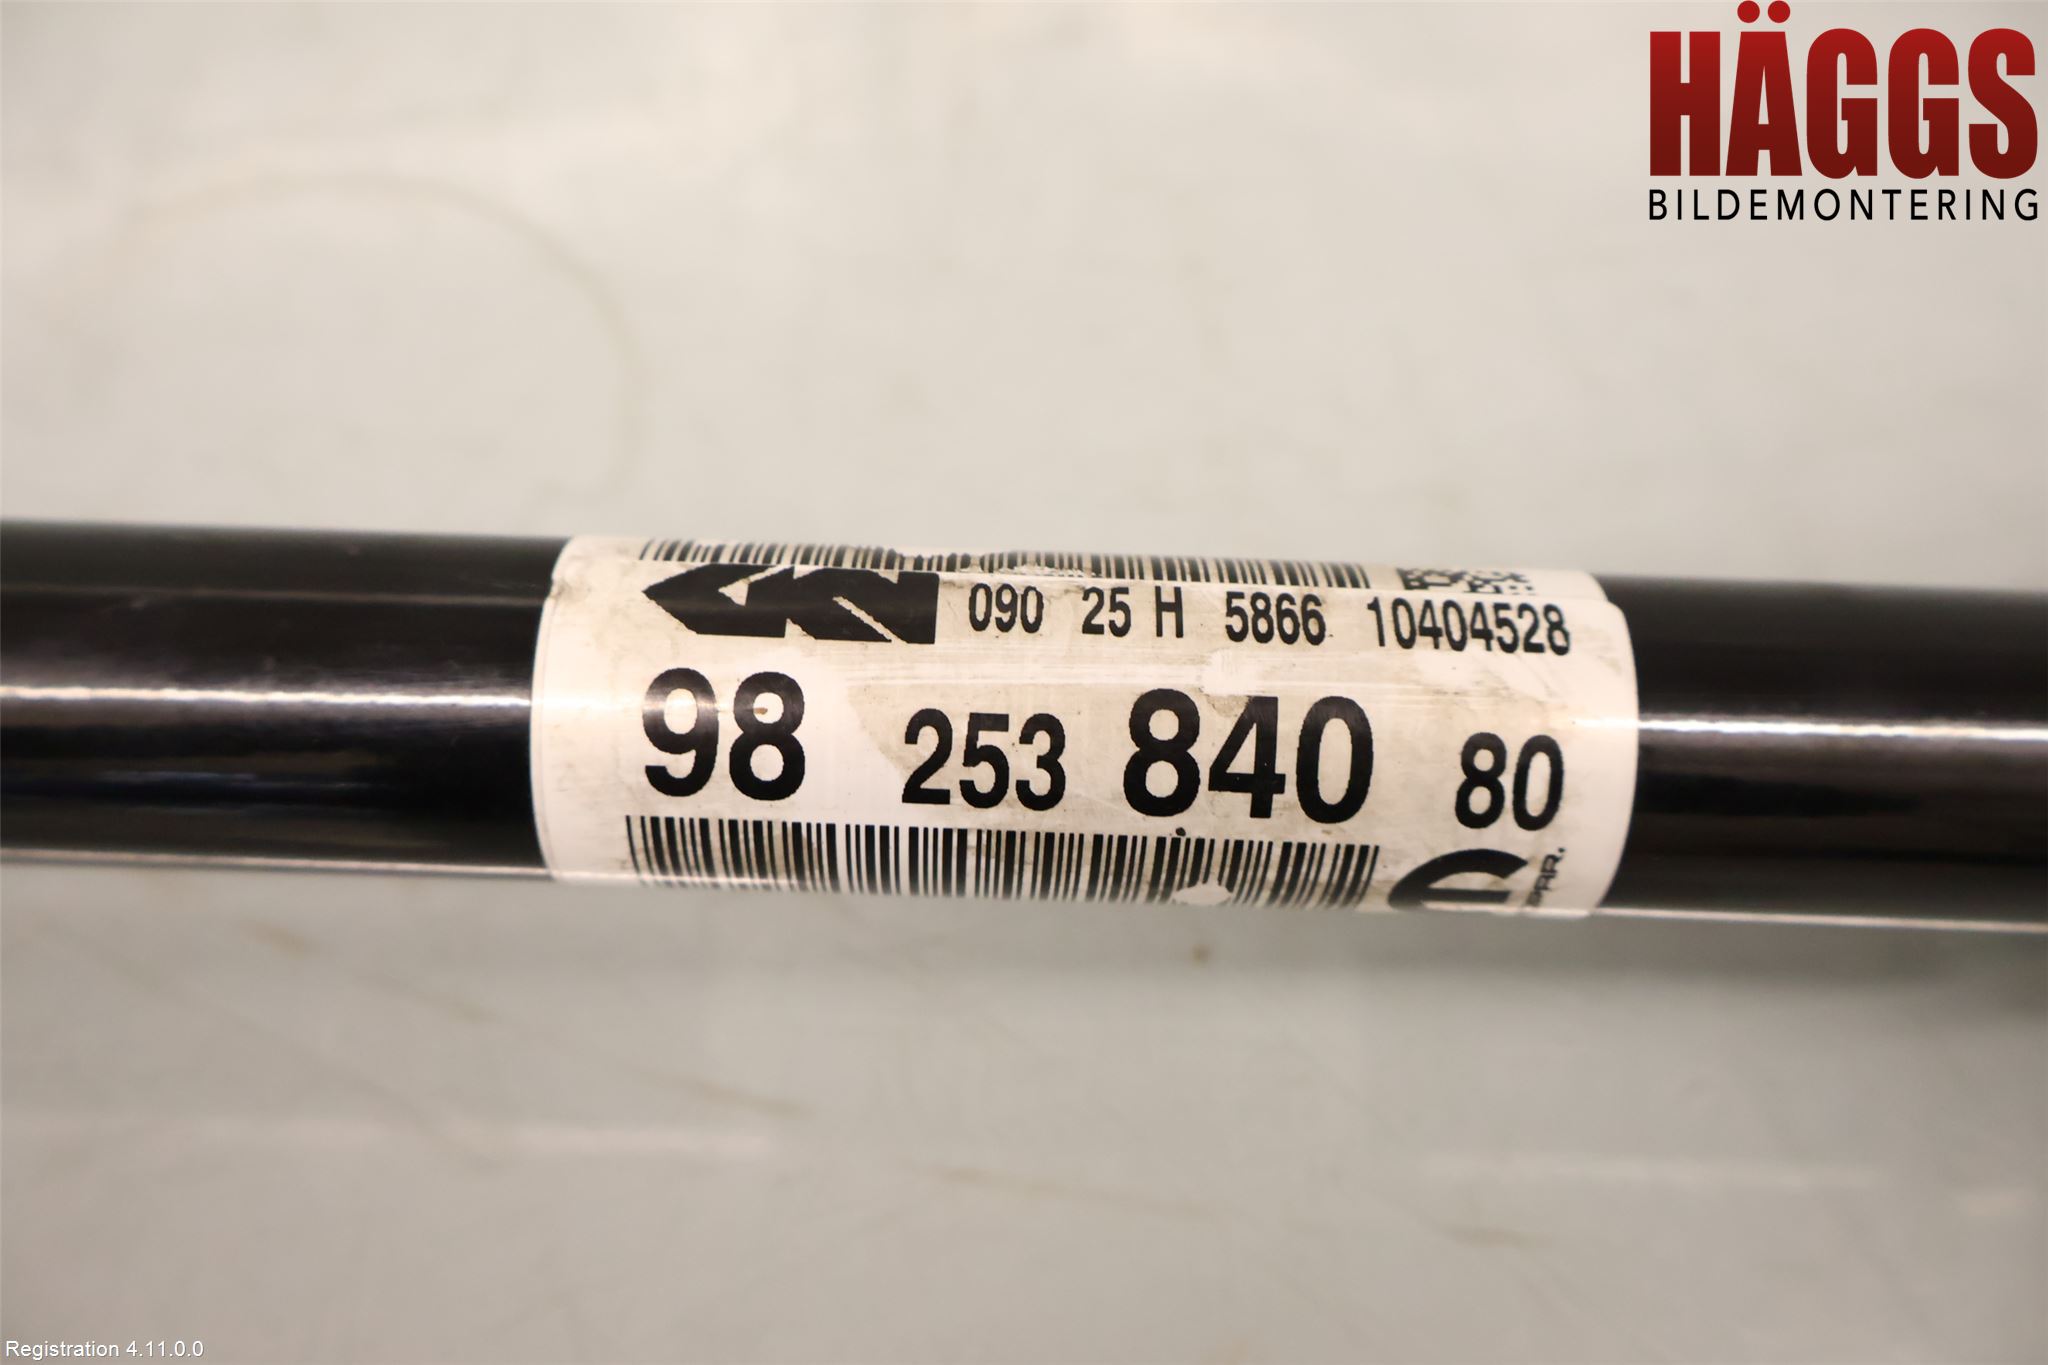 HÄGGS
BILDEMONTERING
090 25 H 5866 10404528
98 253 840 80
Registration 4.11.0.0